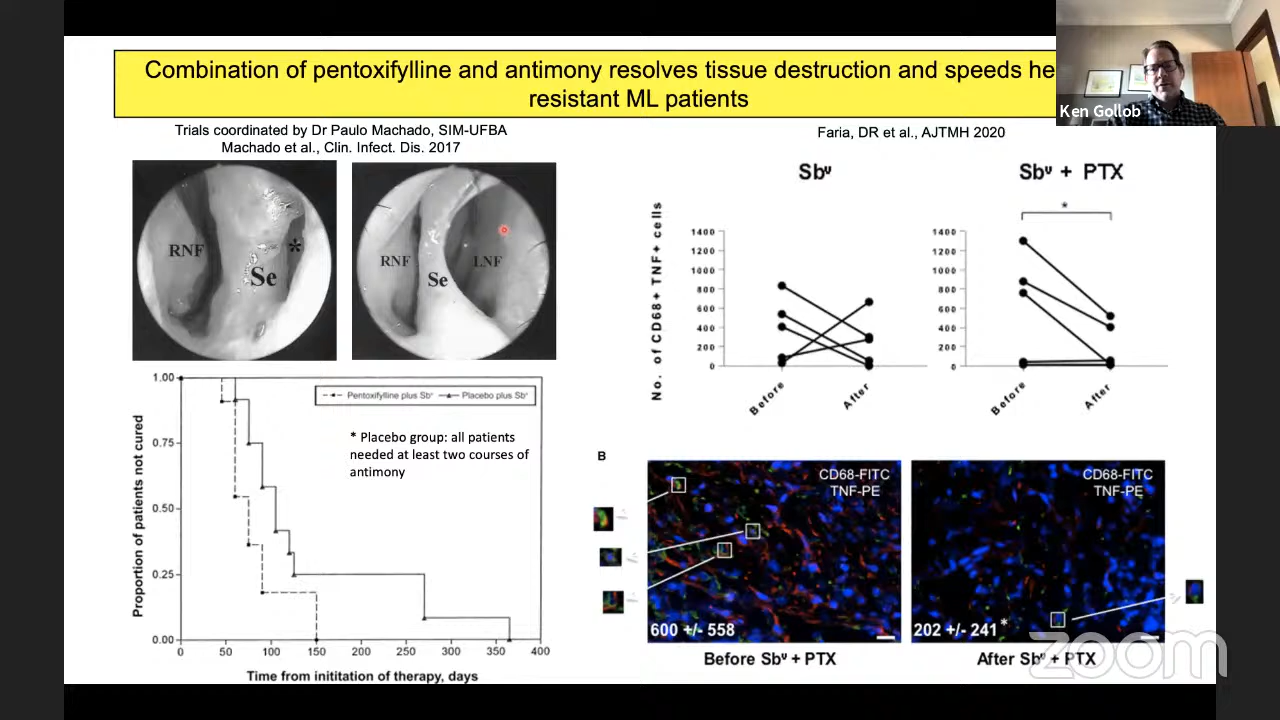 Combination of pentoxifylline and antimony resolves tissue destruction and speeds he
resistant ML patients
Ken Gollob
Trials coordinated by Dr Paulo Machado, SIM-UFBA
Machado et al., Clin. Infect. Dis. 2017
RNF
Se
*
RNF
Se
LNF
1.00
0.75
0.50
0.25
0.00
Proportion of patients not cured
Pentoxifylline plus Sbᵛ
Placebo plus Sbᵛ
* Placebo group: all patients
needed at least two courses of
antimony
0 50 100 150 200 250 300 350 400
Time from inititation of therapy, days
Faria, DR et al., AJTMH 2020
Sbᵛ
No. of CD68+ TNF+ cells
1400
1200
1000
800
600
400
200
0
Before
After
Sbᵛ + PTX
*
1400
1200
1000
800
600
400
200
0
Before
After
B
CD68-FITC
TNF-PE
600 +/- 558
Before Sbᵛ + PTX
CD68-FITC
TNF-PE
202 +/- 241*
After Sbᵛ + PTX
zoom